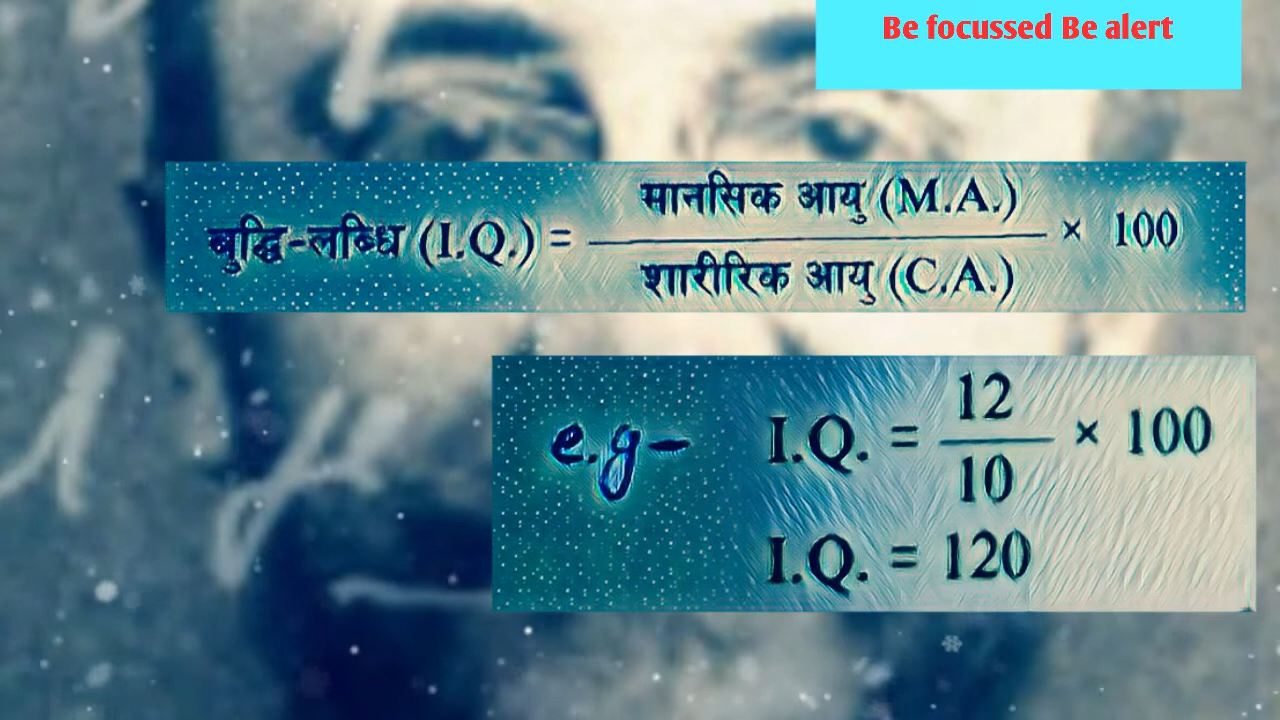 Be focussed Be alert
बुद्धि-लब्धि (I.Q.) = मानसिक आयु (M.A.) / शारीरिक आयु (C.A.) × 100
e.g- I.Q. = 12 / 10 × 100
I.Q. = 120